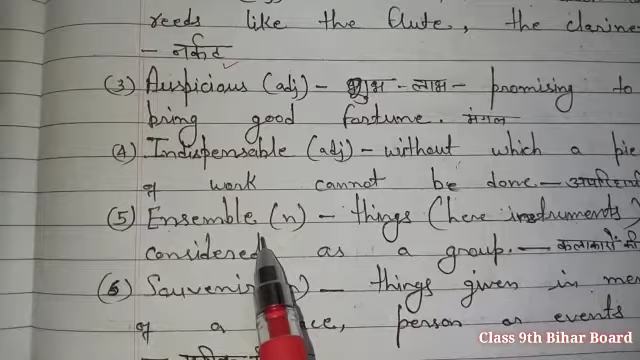 reeds like the flute, the clarine
- नर्कट
(3) Auspicious (adj) - शुभ - लाभ - promising to
bring good fortune. मंगल
(4) Indispensable (adj) - without which a pie
of work cannot be done -
(5) Ensemble (n) - things (here instruments)
considered as a group. - कलाकारों की
(6) Souvenir (n) - things given in mem
of a place, person or events
Class 9th Bihar Board